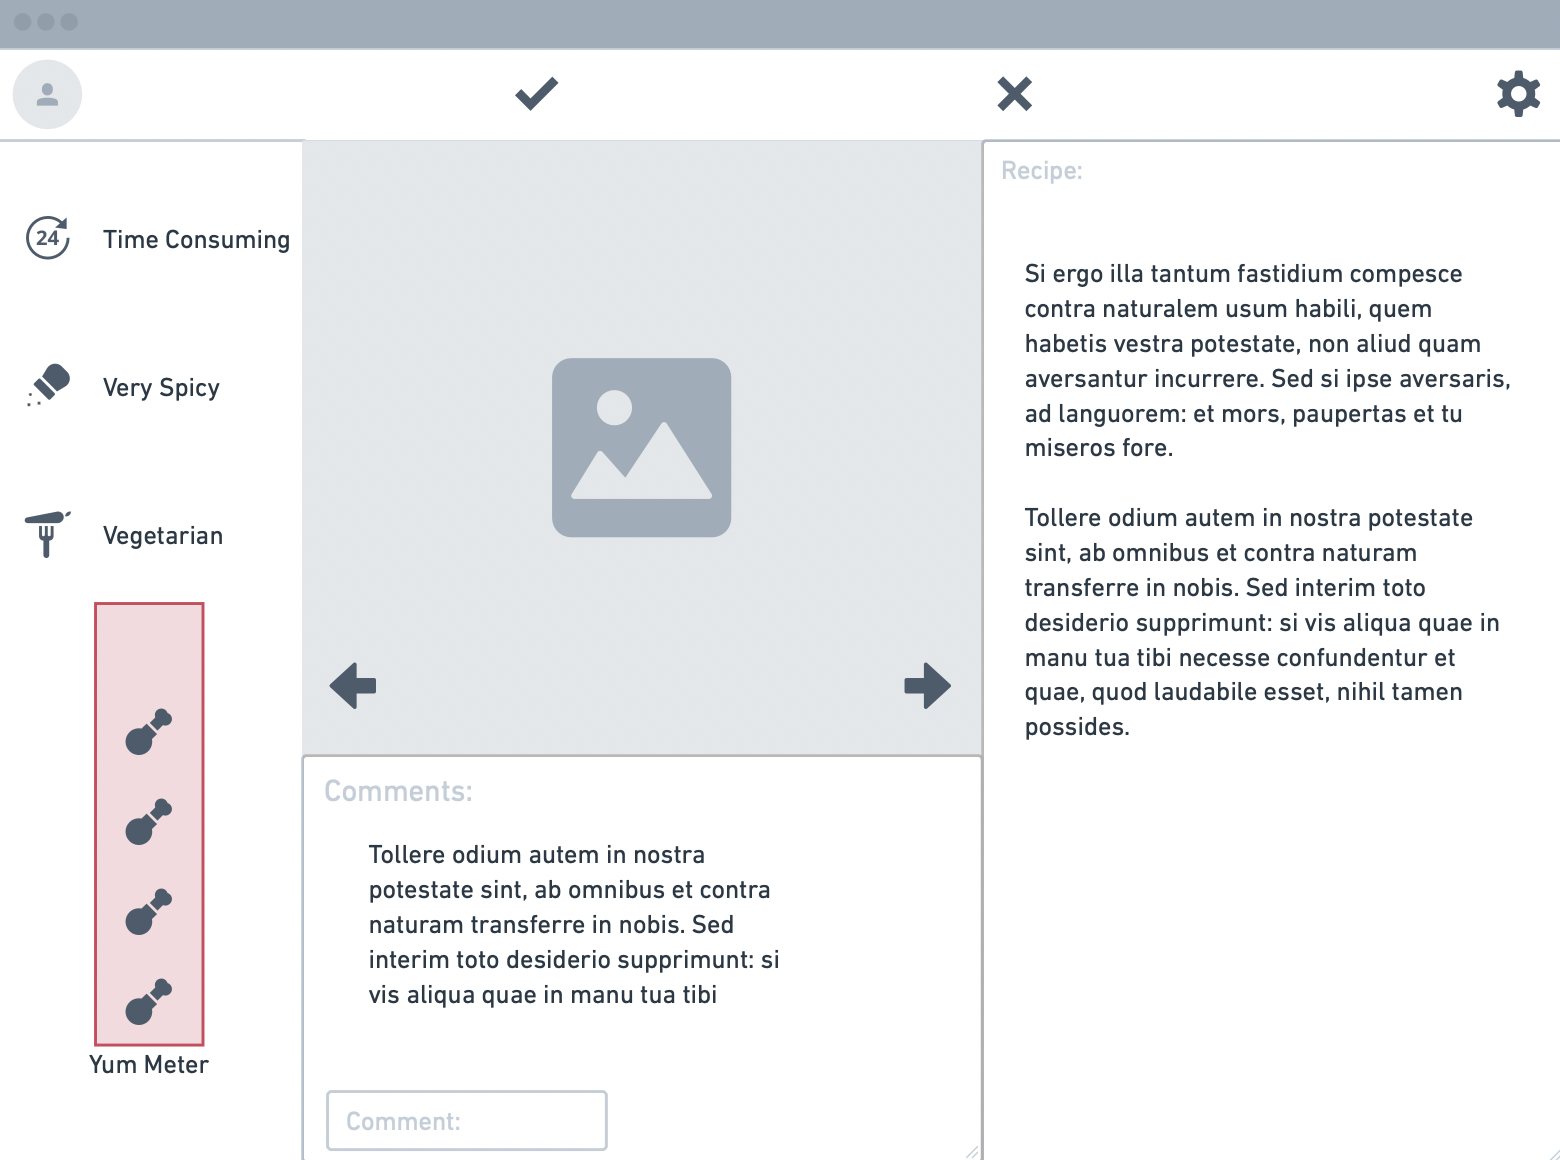 24
Time Consuming
Very Spicy
Vegetarian
Yum Meter
Comments:
Tollere odium autem in nostra
potestate sint, ab omnibus et contra
naturam transferre in nobis. Sed
interim toto desiderio supprimunt: si
vis aliqua quae in manu tua tibi
Comment:
Recipe:
Si ergo illa tantum fastidium compesce
contra naturalem usum habili, quem
habetis vestra potestate, non aliud quam
aversantur incurrere. Sed si ipse aversaris,
ad languorem: et mors, paupertas et tu
miseros fore.
Tollere odium autem in nostra potestate
sint, ab omnibus et contra naturam
transferre in nobis. Sed interim toto
desiderio supprimunt: si vis aliqua quae in
manu tua tibi necesse confundentur et
quae, quod laudabile esset, nihil tamen
possides.